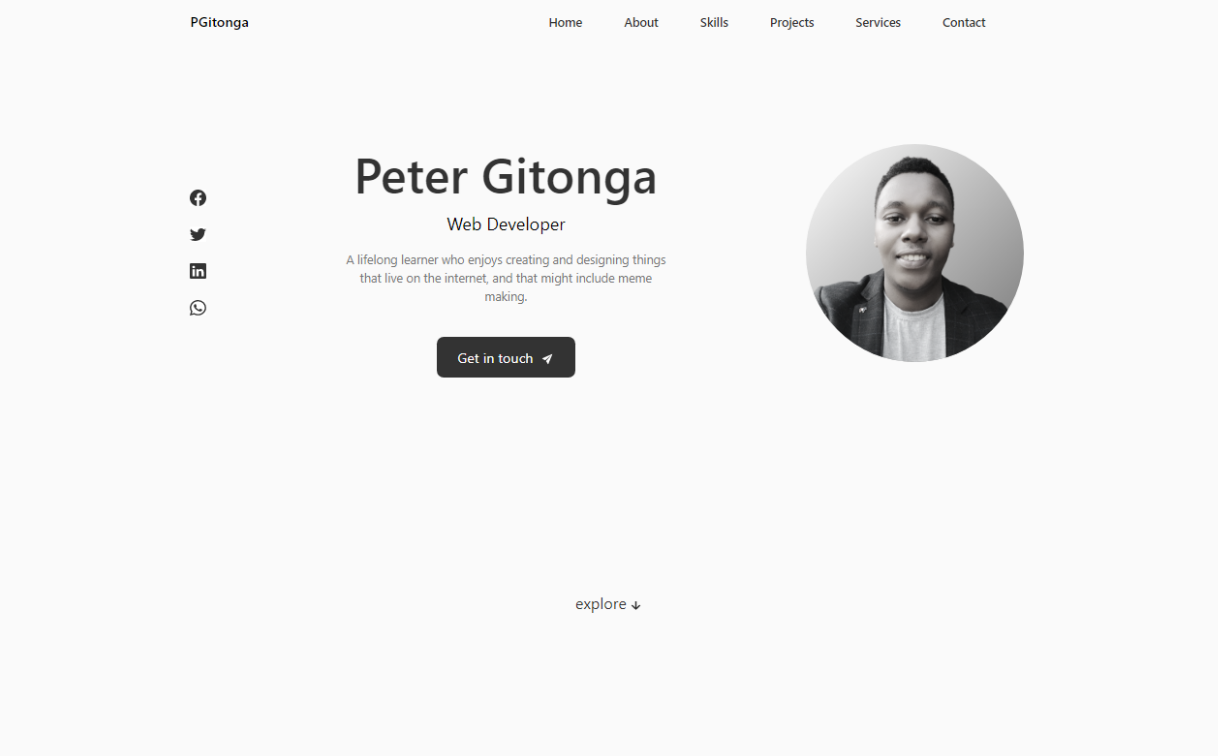 PGitonga
Home About Skills Projects Services Contact
Peter Gitonga
Web Developer
A lifelong learner who enjoys creating and designing things
that live on the internet, and that might include meme
making.
Get in touch
explore